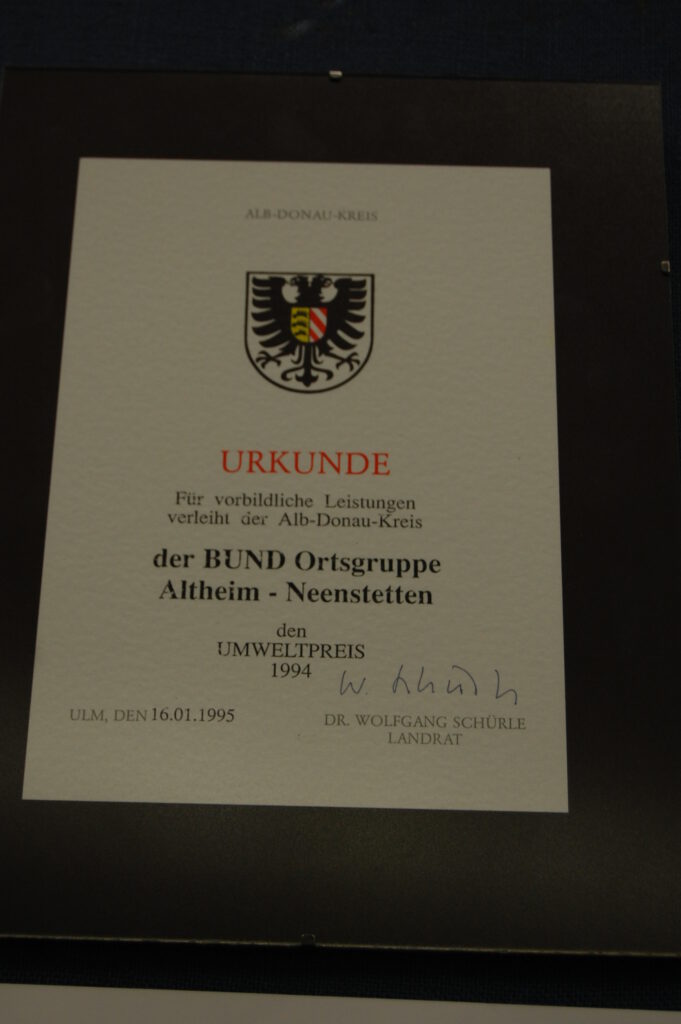 ALB-DONAU-KREIS
URKUNDE
Für vorbildliche Leistungen
verleiht der Alb-Donau-Kreis
der BUND Ortsgruppe
Altheim - Neenstetten
den
UMWELTPREIS
1994
W. Schürle
ULM, DEN 16.01.1995
DR. WOLFGANG SCHÜRLE
LANDRAT